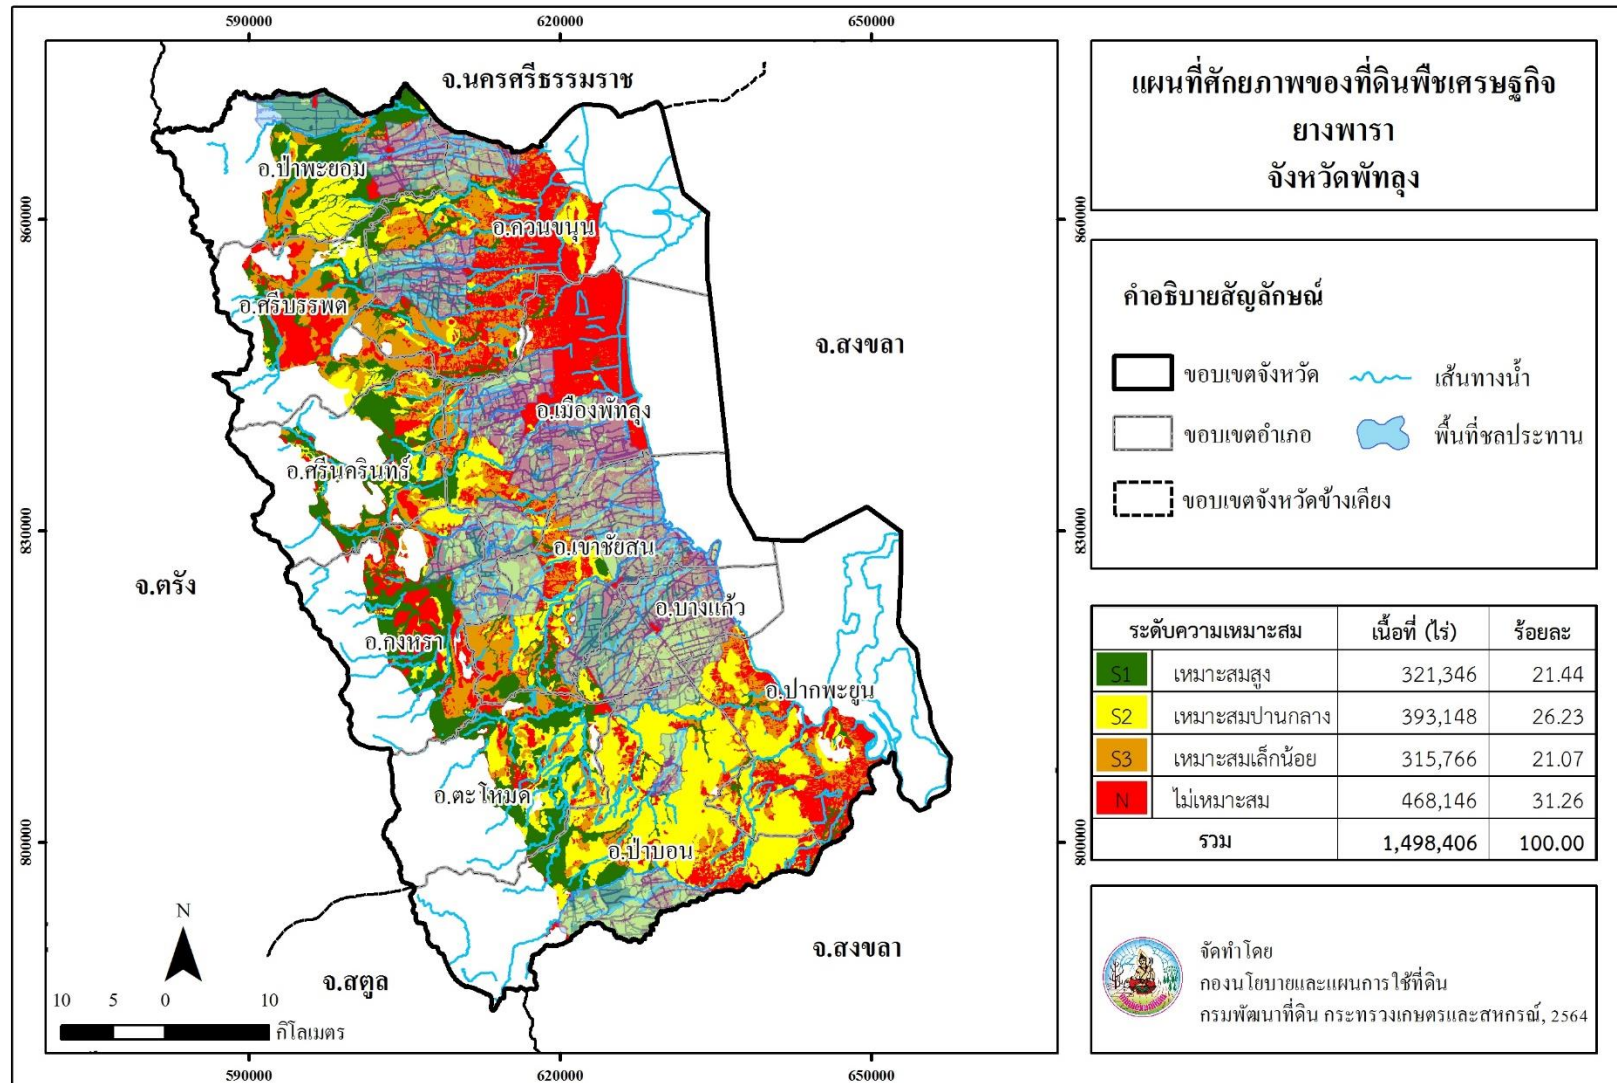 590000 620000 650000
จ.นครศรีธรรมราช
อ.ป่าพะยอม
860000 860000
อ.ควนขนุน
อ.ศรีบรรพต
จ.สงขลา
อ.เมืองพัทลุง
อ.ศรีนครินทร์
830000 830000
อ.เขาชัยสน
จ.ตรัง
อ.บางแก้ว
อ.กงหรา
อ.ปากพะยูน
อ.ตะโหมด
800000 800000
อ.ป่าบอน
N
จ.สงขลา
จ.สตูล
10 5 0 10
กิโลเมตร
590000 620000 650000
แผนที่ศักยภาพของที่ดินพืชเศรษฐกิจ
ยางพารา
จังหวัดพัทลุง
คำอธิบายสัญลักษณ์
ขอบเขตจังหวัด เส้นทางน้ำ
ขอบเขตอำเภอ พื้นที่ชลประทาน
ขอบเขตจังหวัดข้างเคียง
ระดับความเหมาะสม เนื้อที่ (ไร่) ร้อยละ
S1 เหมาะสมสูง 321,346 21.44
S2 เหมาะสมปานกลาง 393,148 26.23
S3 เหมาะสมเล็กน้อย 315,766 21.07
N ไม่เหมาะสม 468,146 31.26
รวม 1,498,406 100.00
จัดทำโดย
กองนโยบายและแผนการใช้ที่ดิน
กรมพัฒนาที่ดิน กระทรวงเกษตรและสหกรณ์, 2564